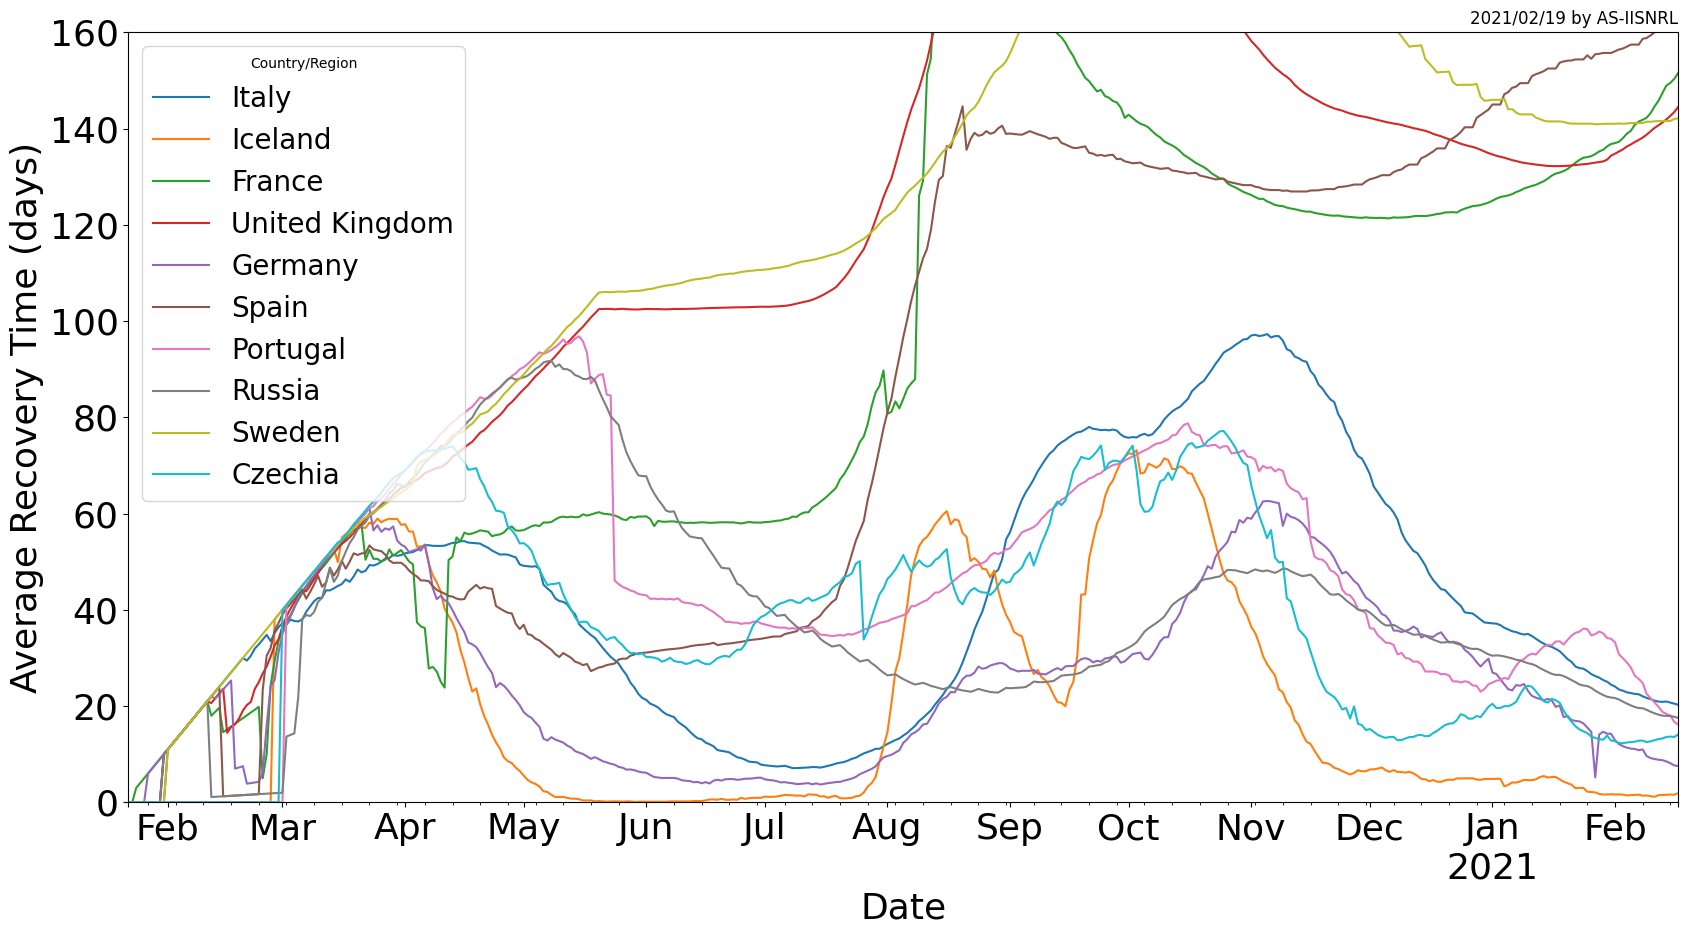 2021/02/19 by AS-IISNRL
Average Recovery Time (days)
160
140
120
100
80
60
40
20
0
Country/Region
Italy
Iceland
France
United Kingdom
Germany
Spain
Portugal
Russia
Sweden
Czechia
Feb Mar Apr May Jun Jul Aug Sep Oct Nov Dec Jan Feb
2021
Date